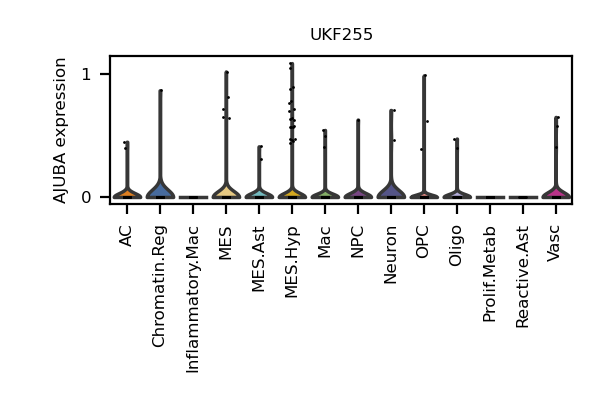 UKF255
AJUBA expression
1
0
AC
Chromatin.Reg
Inflammatory.Mac
MES
MES.Ast
MES.Hyp
Mac
NPC
Neuron
OPC
Oligo
Prolif.Metab
Reactive.Ast
Vasc